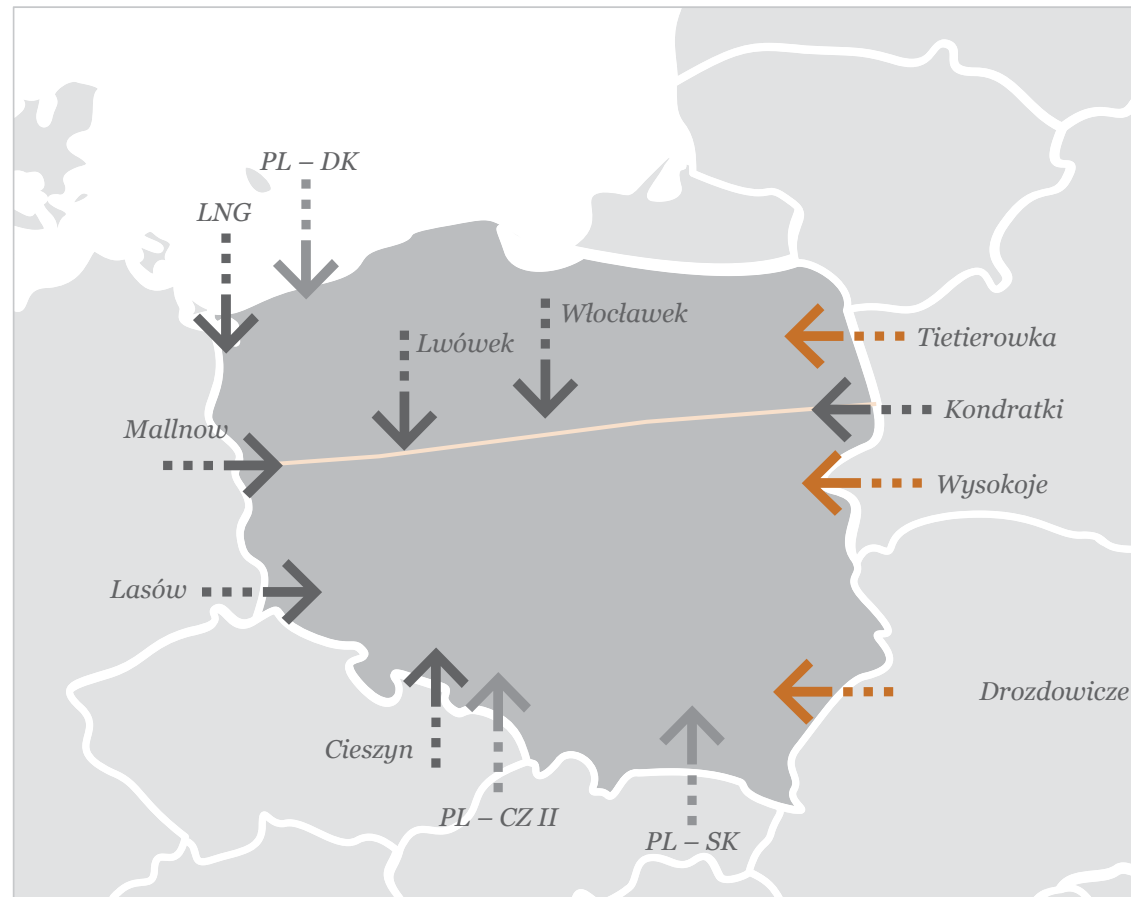 PL – DK
LNG
Włocławek
Lwówek
Tietierowka
Kondratki
Mallnow
Wysokoje
Lasów
Drozdowicze
Cieszyn
PL – CZ II
PL – SK